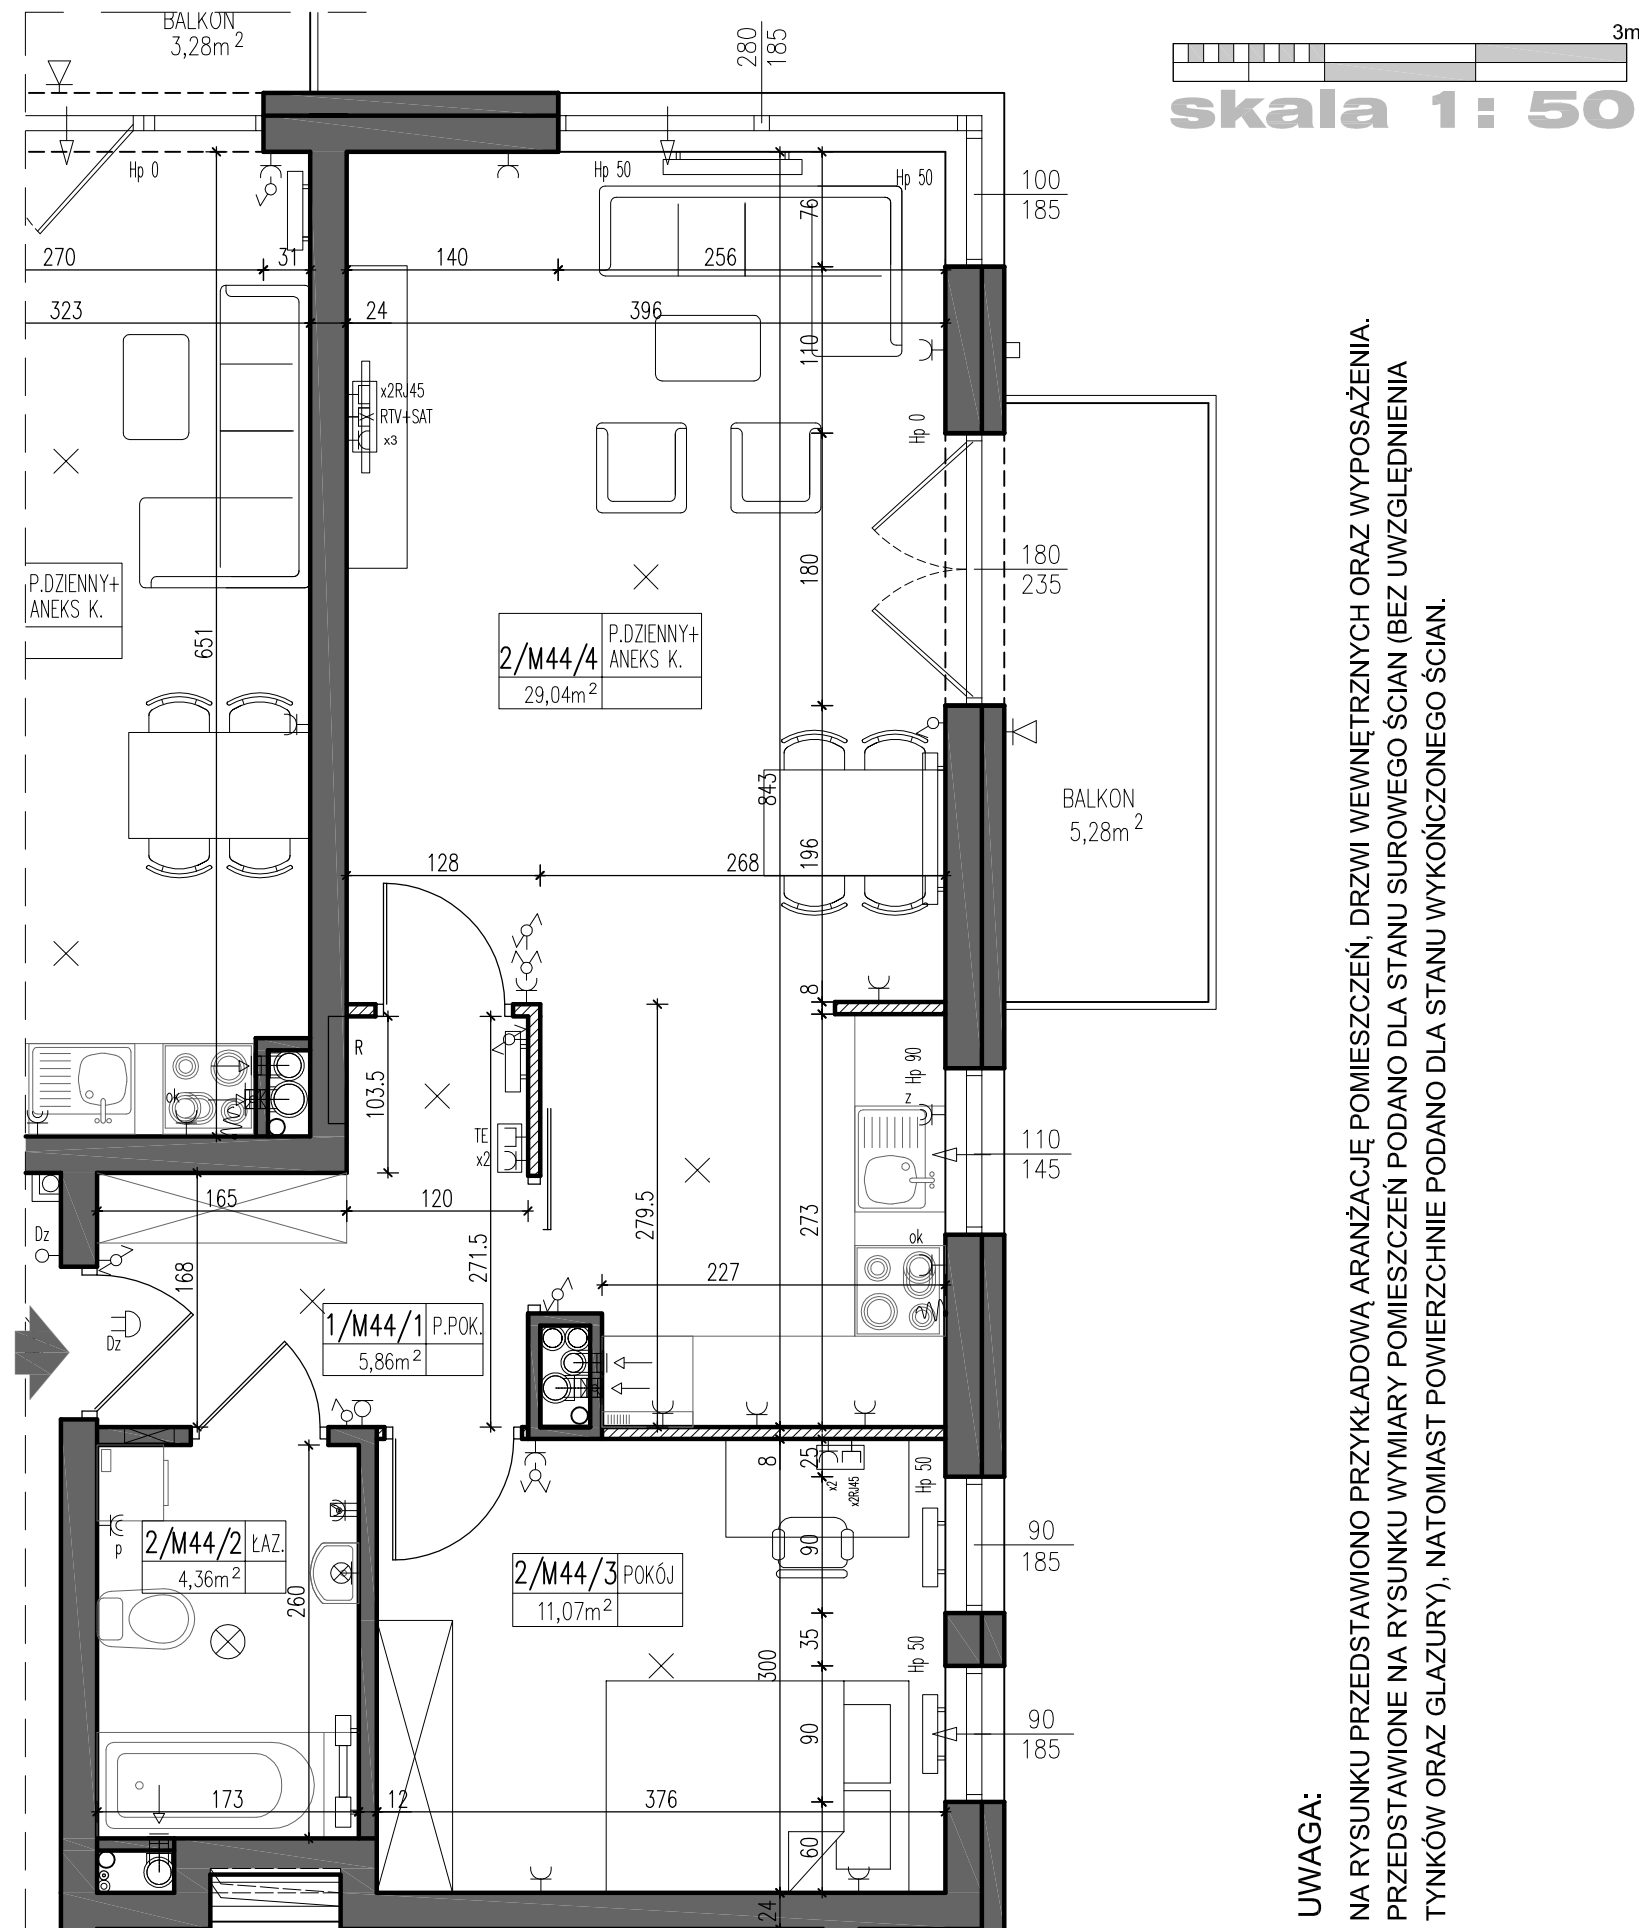 BALKON
3,28m²
280
185
3m
skala 1: 50
Hp 0
Hp 50
Hp 50
100
185
76
270
31
140
256
323
24
396
110
x2RJ45
RTV+SAT
x3
Hp 0
P.DZIENNY+
ANEKS K.
651
180
180
235
2/M44/4
P.DZIENNY+
ANEKS K.
29,04m²
843
BALKON
5,28m²
128
268
196
8
R
103.5
ok
Hp 90
z
TE
x2
110
145
165
120
279.5
273
Dz
168
271.5
227
ok
Dz
1/M44/1
P.POK.
5,86m²
8
25
x2
x2RJ45
Hp 50
p
2/M44/2
ŁAZ.
4,36m²
260
90
90
185
2/M44/3
POKÓJ
11,07m²
300
35
Hp 50
90
90
185
173
12
376
60
24
UWAGA:
NA RYSUNKU PRZEDSTAWIONO PRZYKŁADOWĄ ARANŻACJĘ POMIESZCZEŃ, DRZWI WEWNĘTRZNYCH ORAZ WYPOSAŻENIA.
PRZEDSTAWIONE NA RYSUNKU WYMIARY POMIESZCZEŃ PODANO DLA STANU SUROWEGO ŚCIAN (BEZ UWZGLĘDNIENIA
TYNKÓW ORAZ GLAZURY), NATOMIAST POWIERZCHNIE PODANO DLA STANU WYKOŃCZONEGO ŚCIAN.